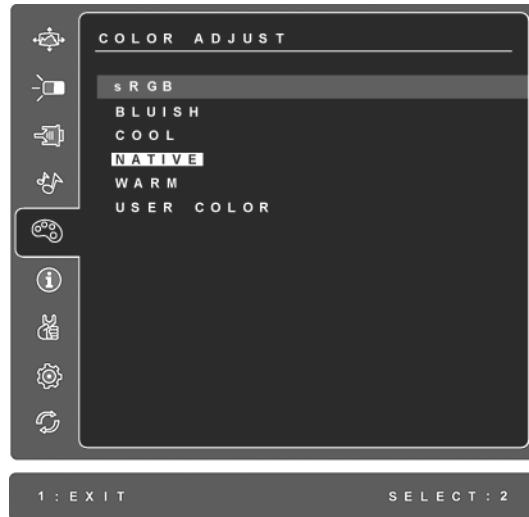 COLOR ADJUST
sRGB
BLUISH
COOL
NATIVE
WARM
USER COLOR
1:EXIT SELECT:2